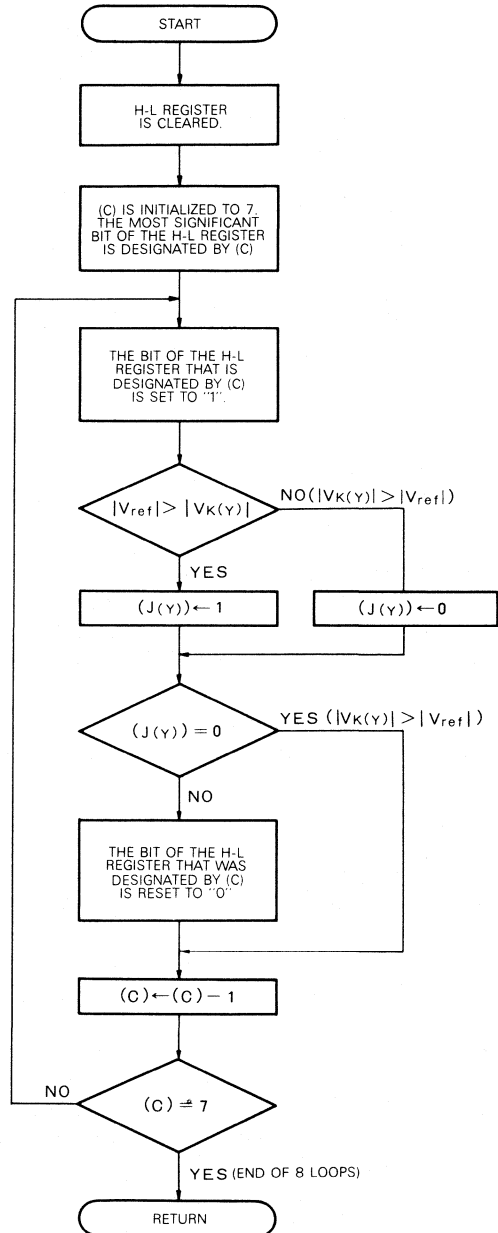 START
H-L REGISTER
IS CLEARED.
(C) IS INITIALIZED TO 7.
THE MOST SIGNIFICANT
BIT OF THE H-L REGISTER
IS DESIGNATED BY (C)
THE BIT OF THE H-L
REGISTER THAT IS
DESIGNATED BY (C)
IS SET TO "1".
|Vref| > |VK(Y)|
NO (|VK(Y)| > |Vref|)
YES
(J(Y)) ← 1
(J(Y)) ← 0
(J(Y)) = 0
YES (|VK(Y)| > |Vref|)
NO
THE BIT OF THE H-L
REGISTER THAT WAS
DESIGNATED BY (C)
IS RESET TO "0"
(C) ← (C) − 1
(C) ≟ 7
NO
YES (END OF 8 LOOPS)
RETURN